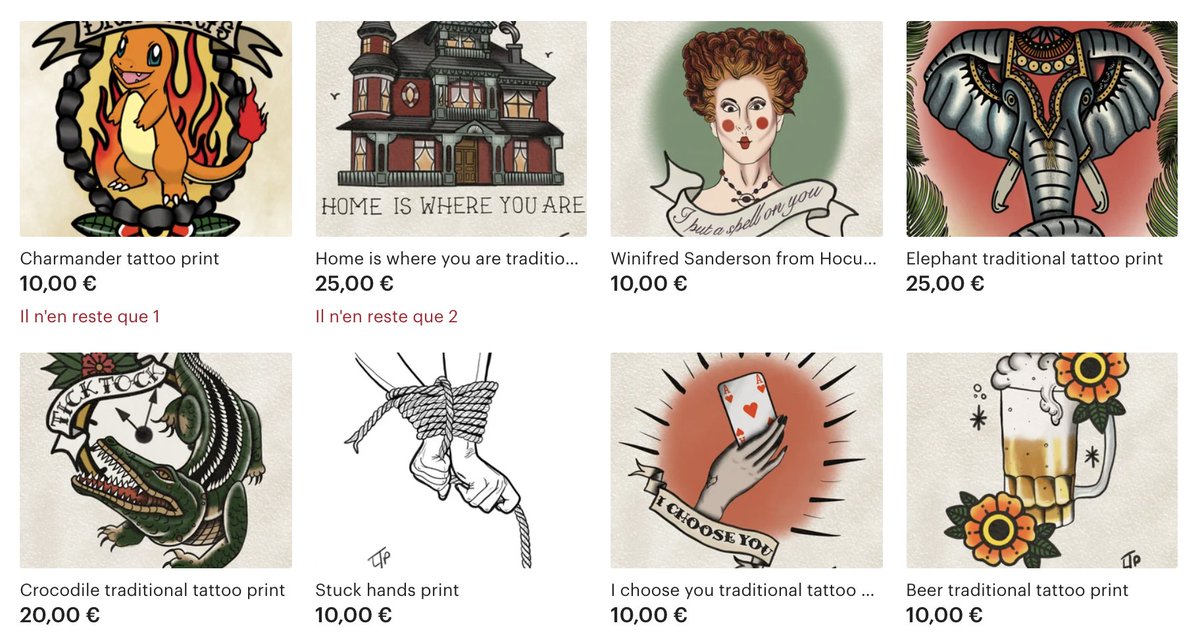 HOME IS WHERE YOU ARE
I put a spell on you
Charmander tattoo print
Home is where you are traditio...
Winifred Sanderson from Hocu...
Elephant traditional tattoo print
10,00 €
25,00 €
10,00 €
25,00 €
Il n'en reste que 1
Il n'en reste que 2
TICK TOCK
A
A
I CHOOSE YOU
LJP
LJP
Crocodile traditional tattoo print
Stuck hands print
I choose you traditional tattoo ...
Beer traditional tattoo print
20,00 €
10,00 €
10,00 €
10,00 €